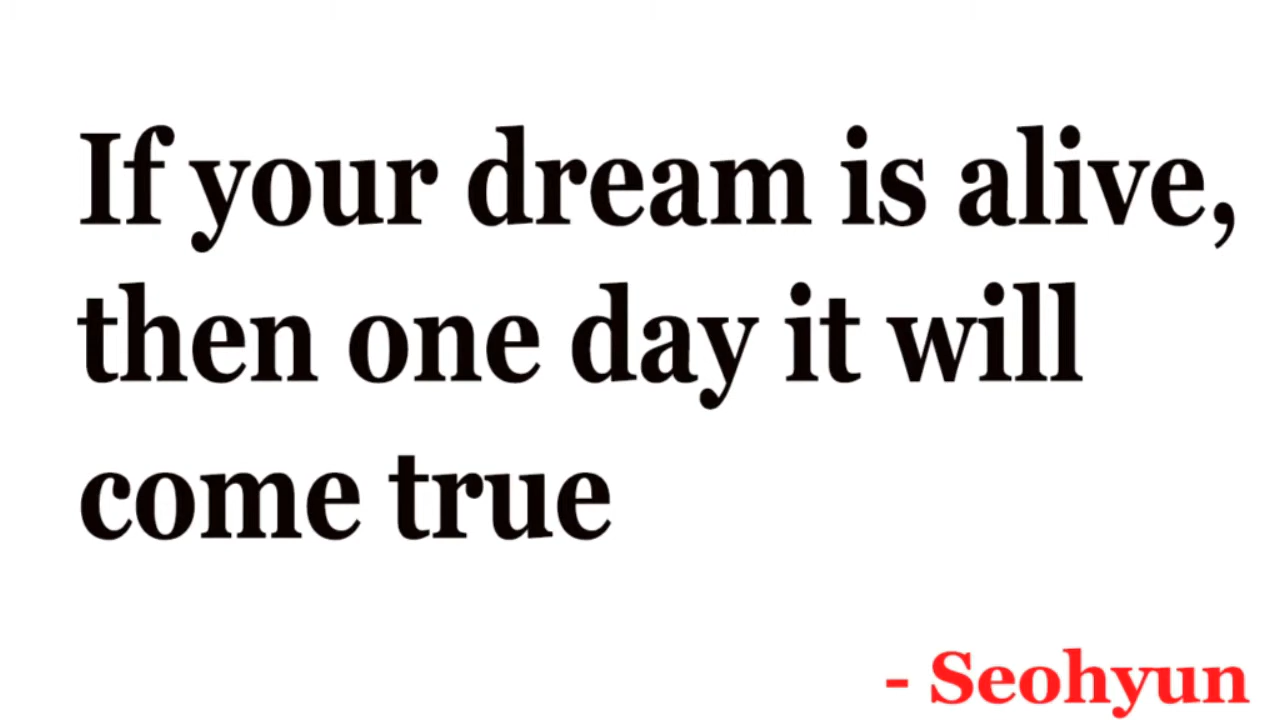 If your dream is alive,
then one day it will
come true
- Seohyun